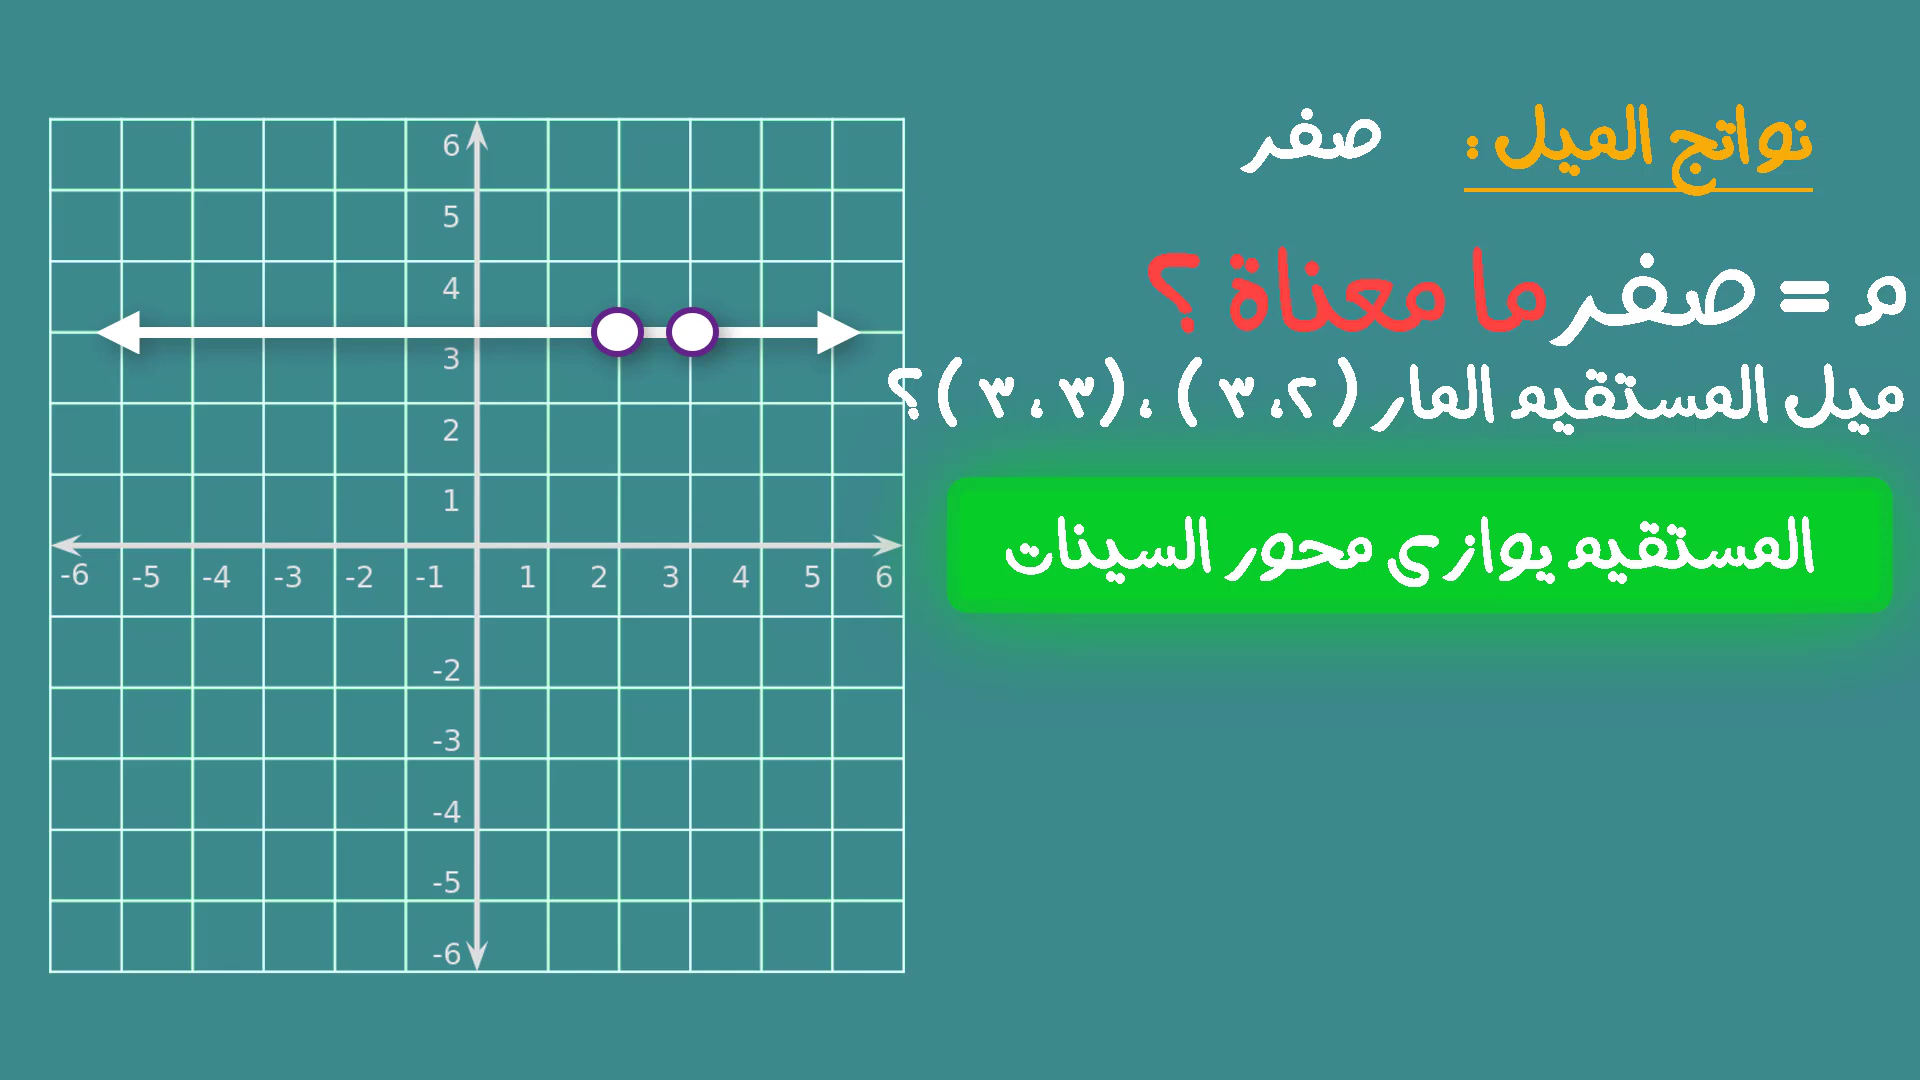 نواتج الميل : صفر
م = صفر ما معناة ؟
ميل المستقيم المار ( ٣،٢ ) ، (٣ ، ٣ ) ؟
المستقيم يوازى محور السينات
6
5
4
3
2
1
-6 -5 -4 -3 -2 -1 1 2 3 4 5 6
-2
-3
-4
-5
-6